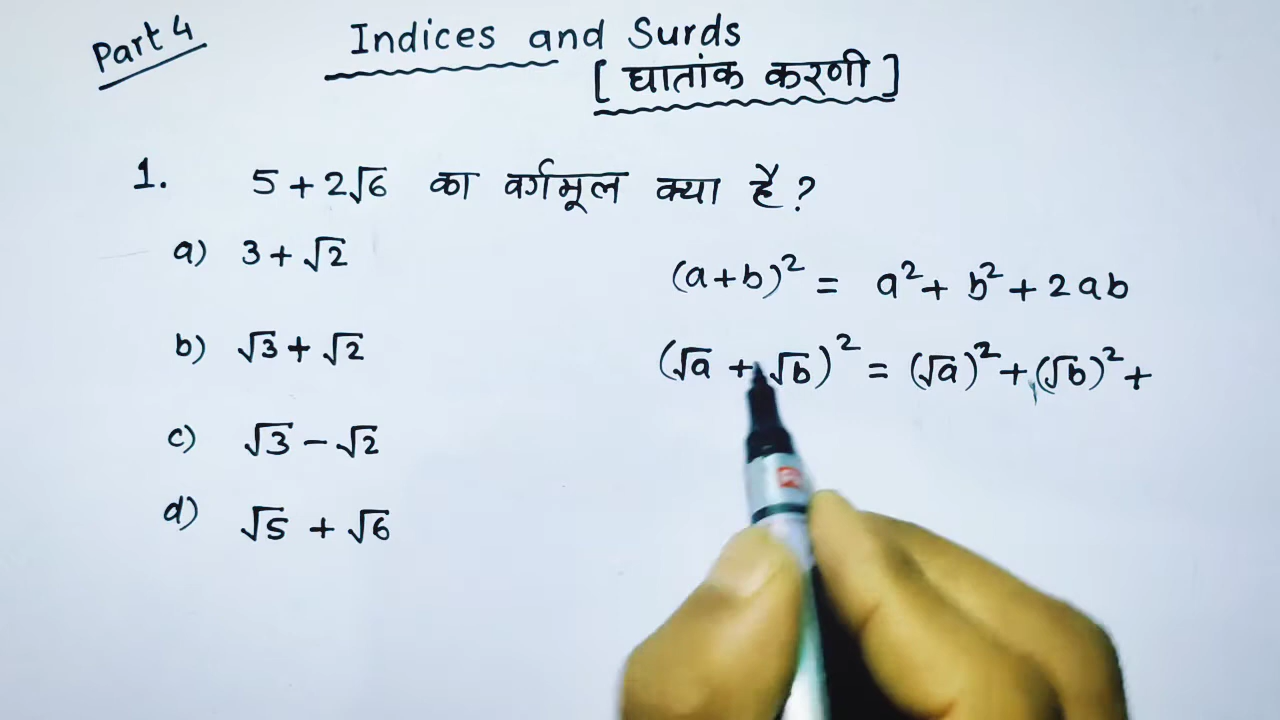 Part 4
Indices and Surds
[घातांक करणी]
1. 5+2√6 का वर्गमूल क्या है?
a) 3+√2
b) √3+√2
c) √3-√2
d) √5+√6
(a+b)² = a²+b²+2ab
(√a+√b)² = (√a)²+(√b)²+